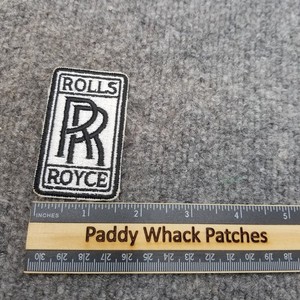 ROLLS
RR
ROYCE
INCHES 1 2 3 4 5
Paddy Whack Patches